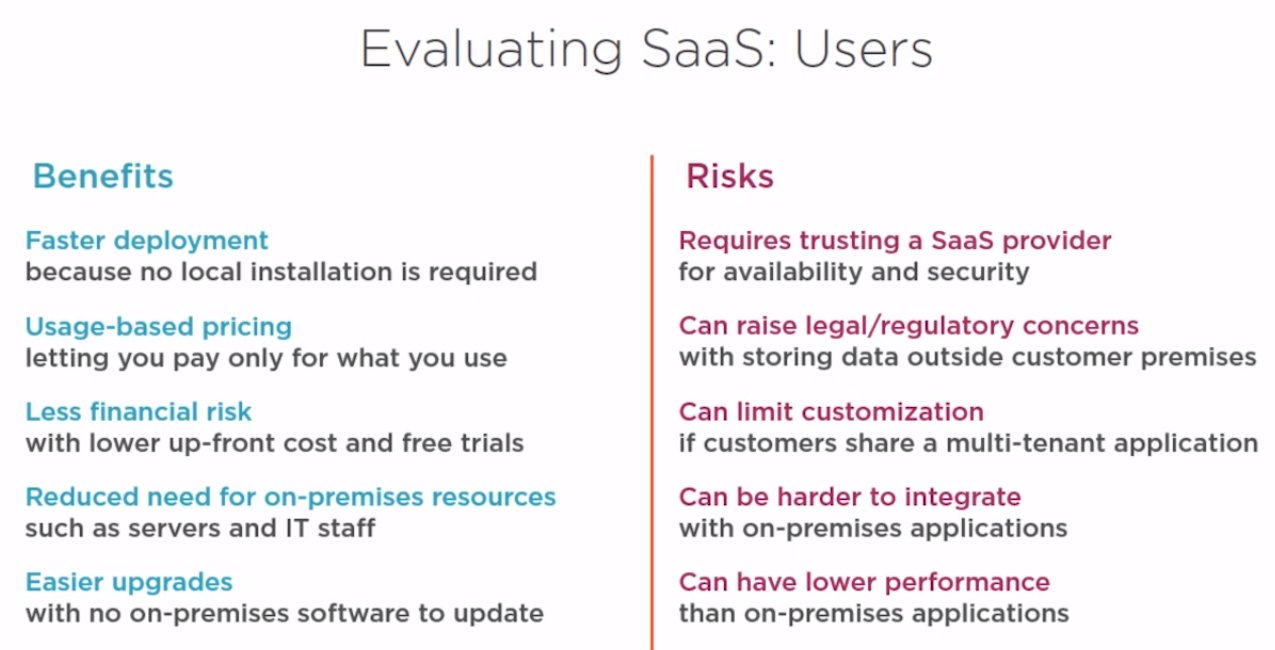 Evaluating SaaS: Users
Benefits
Faster deployment
because no local installation is required
Usage-based pricing
letting you pay only for what you use
Less financial risk
with lower up-front cost and free trials
Reduced need for on-premises resources
such as servers and IT staff
Easier upgrades
with no on-premises software to update
Risks
Requires trusting a SaaS provider
for availability and security
Can raise legal/regulatory concerns
with storing data outside customer premises
Can limit customization
if customers share a multi-tenant application
Can be harder to integrate
with on-premises applications
Can have lower performance
than on-premises applications